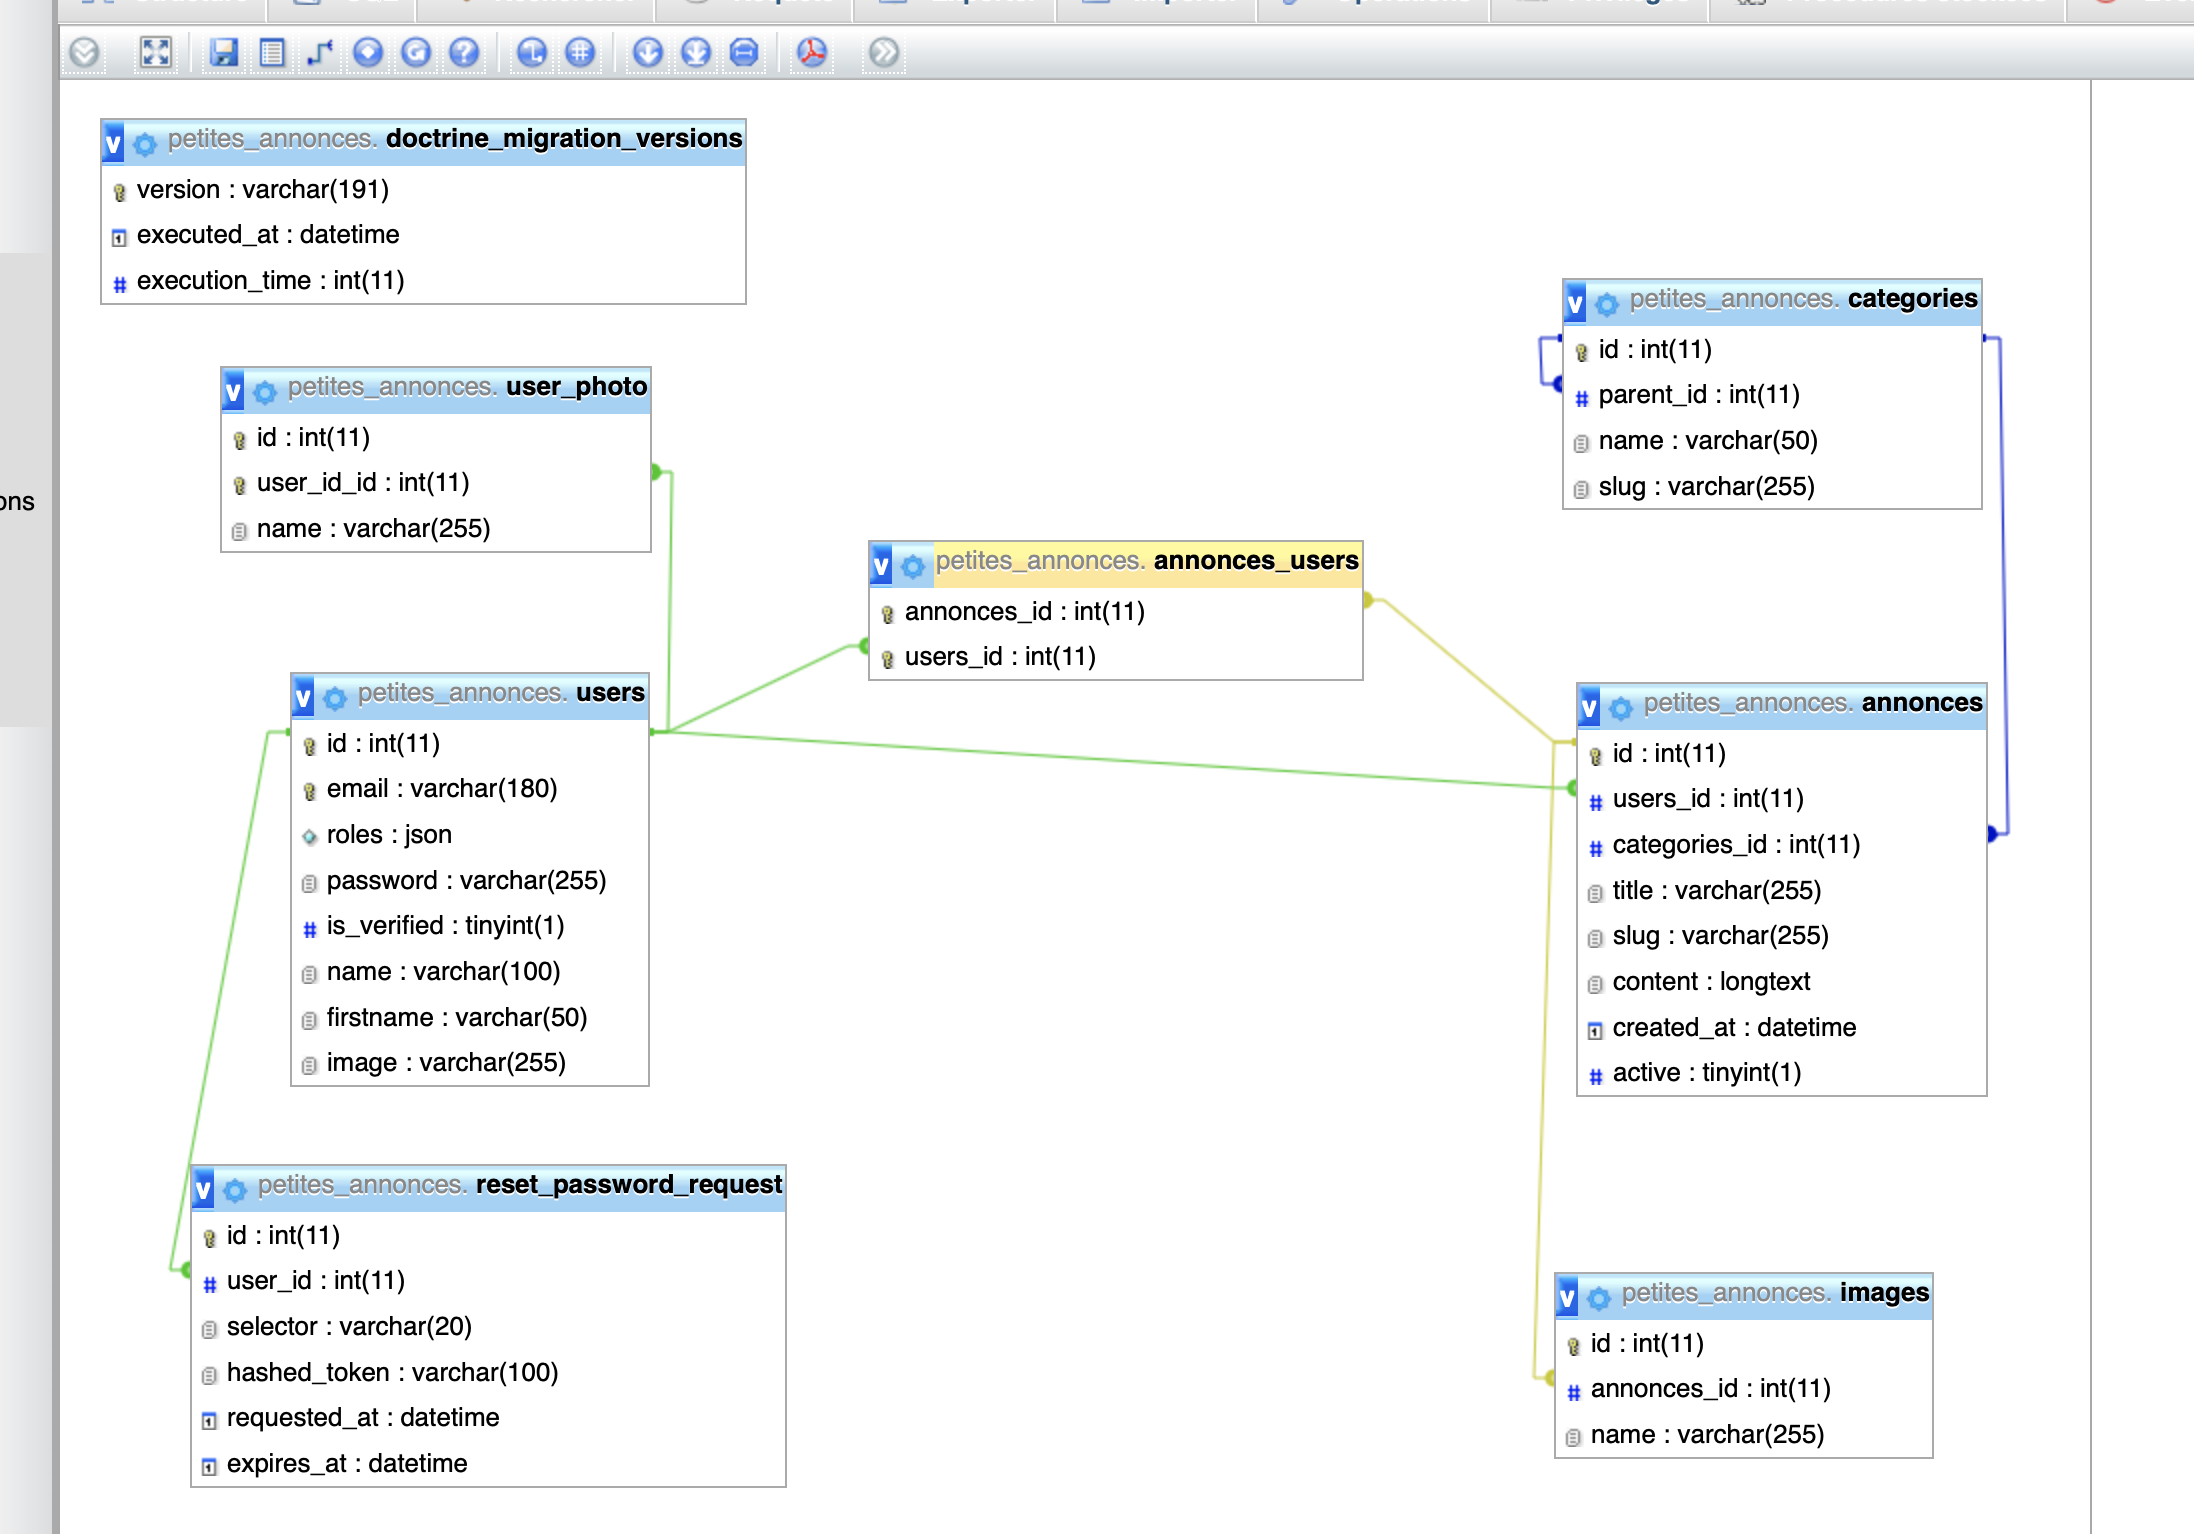 petites_annonces. doctrine_migration_versions
version : varchar(191)
executed_at : datetime
execution_time : int(11)
petites_annonces. categories
id : int(11)
parent_id : int(11)
name : varchar(50)
slug : varchar(255)
petites_annonces. user_photo
id : int(11)
user_id_id : int(11)
name : varchar(255)
ons
petites_annonces. annonces_users
annonces_id : int(11)
users_id : int(11)
petites_annonces. users
id : int(11)
email : varchar(180)
roles : json
password : varchar(255)
is_verified : tinyint(1)
name : varchar(100)
firstname : varchar(50)
image : varchar(255)
petites_annonces. annonces
id : int(11)
users_id : int(11)
categories_id : int(11)
title : varchar(255)
slug : varchar(255)
content : longtext
created_at : datetime
active : tinyint(1)
petites_annonces. reset_password_request
id : int(11)
user_id : int(11)
selector : varchar(20)
hashed_token : varchar(100)
requested_at : datetime
expires_at : datetime
petites_annonces. images
id : int(11)
annonces_id : int(11)
name : varchar(255)